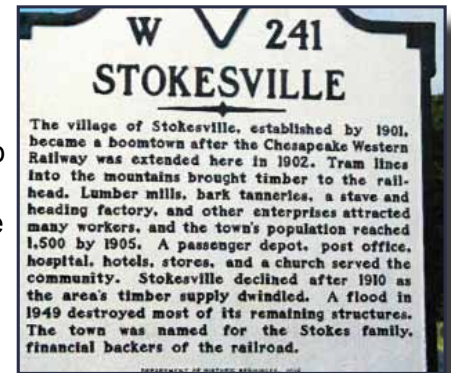 W 241
STOKESVILLE
The village of Stokesville, established by 1901,
became a boomtown after the Chesapeake Western
Railway was extended here in 1902. Tram lines
into the mountains brought timber to the rail-
head. Lumber mills, bark tanneries, a stave and
heading factory, and other enterprises attracted
many workers, and the town's population reached
1,500 by 1905. A passenger depot, post office,
hospital, hotels, stores, and a church served the
community. Stokesville declined after 1910 as
the area's timber supply dwindled. A flood in
1949 destroyed most of its remaining structures.
The town was named for the Stokes family,
financial backers of the railroad.
DEPARTMENT OF HISTORIC RESOURCES,